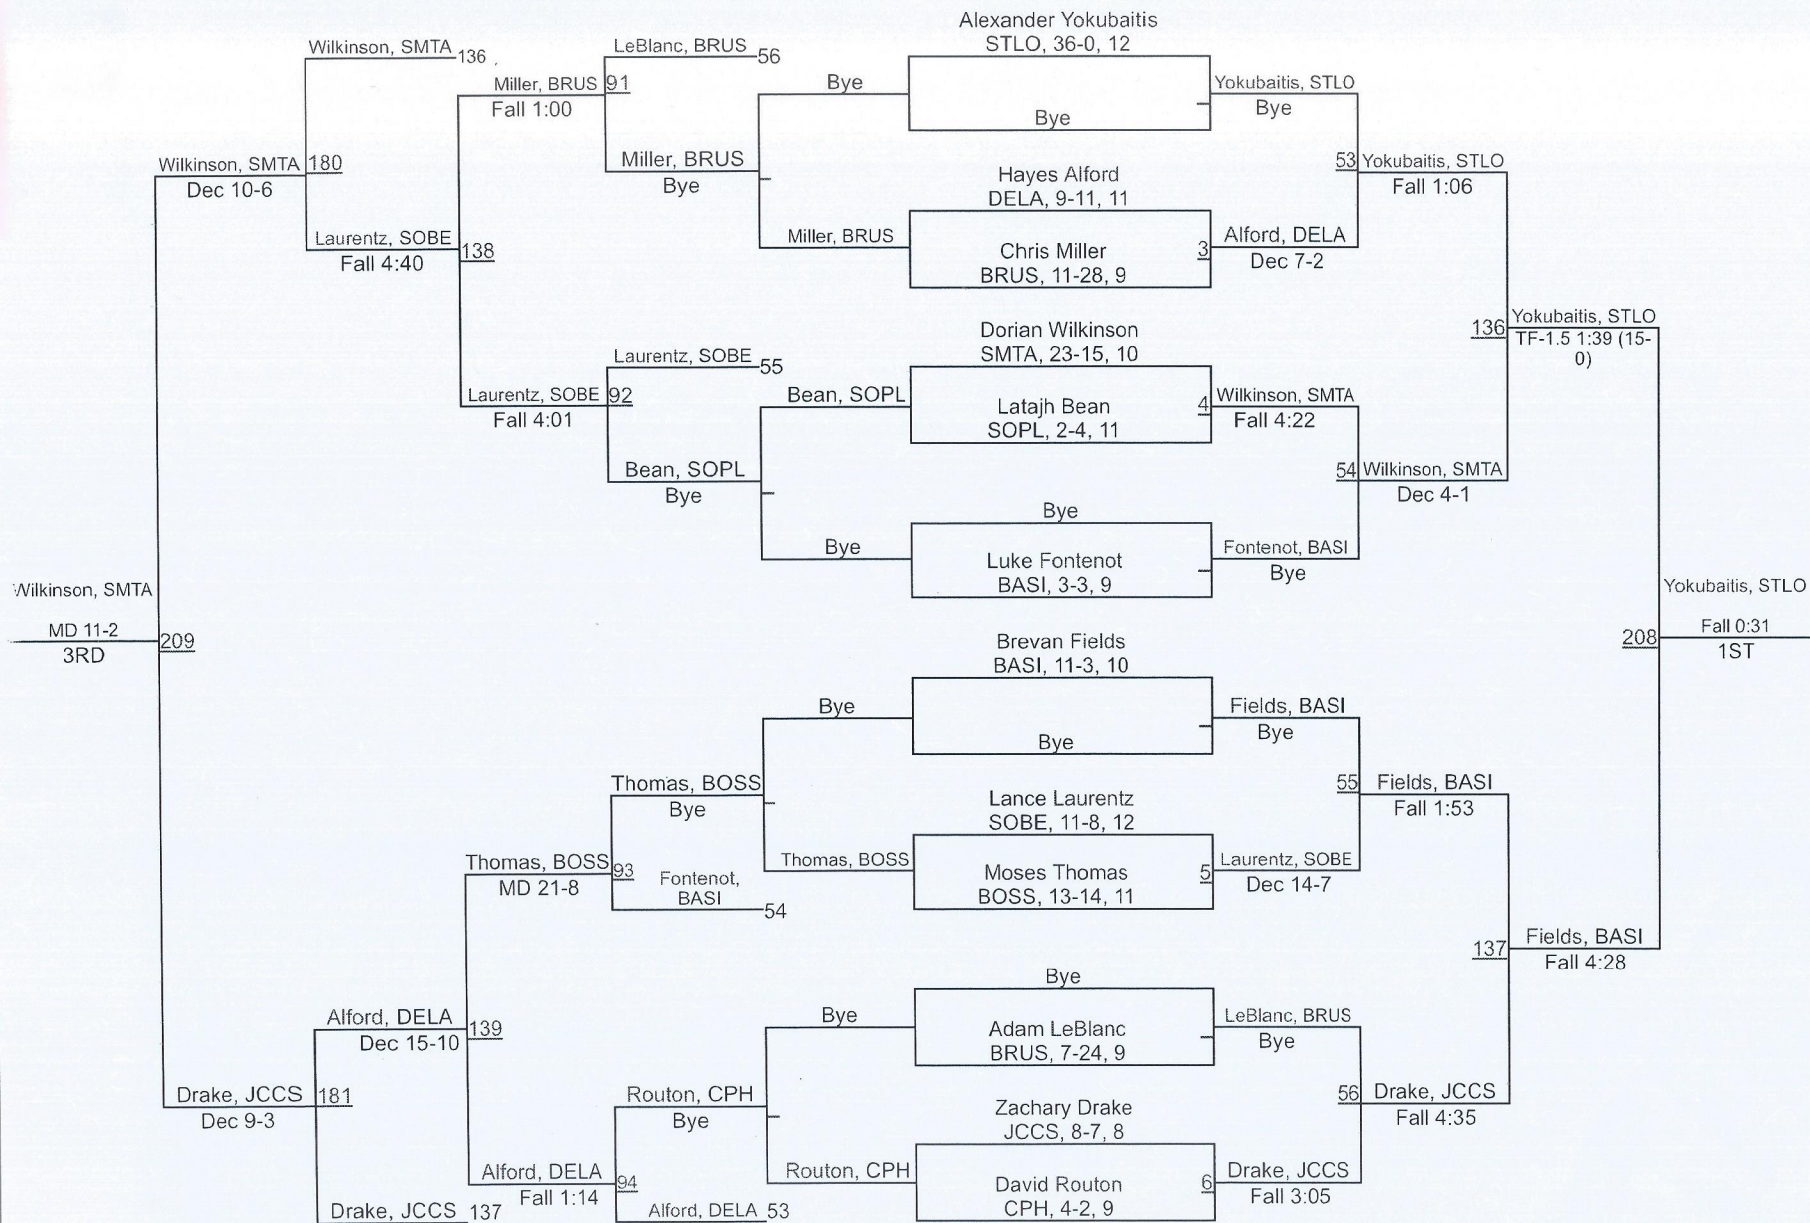 Alexander Yokubaitis
STLO, 36-0, 12
Bye
Hayes Alford
DELA, 9-11, 11
Chris Miller
BRUS, 11-28, 9
3
Dorian Wilkinson
SMTA, 23-15, 10
Latajh Bean
SOPL, 2-4, 11
4
Bye
Luke Fontenot
BASI, 3-3, 9
Brevan Fields
BASI, 11-3, 10
Bye
Lance Laurentz
SOBE, 11-8, 12
Moses Thomas
BOSS, 13-14, 11
5
Bye
Adam LeBlanc
BRUS, 7-24, 9
Zachary Drake
JCCS, 8-7, 8
David Routon
CPH, 4-2, 9
6
Yokubaitis, STLO
Bye
Alford, DELA
Dec 7-2
Wilkinson, SMTA
Fall 4:22
Fontenot, BASI
Bye
Fields, BASI
Bye
Laurentz, SOBE
Dec 14-7
LeBlanc, BRUS
Bye
Drake, JCCS
Fall 3:05
53
Yokubaitis, STLO
Fall 1:06
54
Wilkinson, SMTA
Dec 4-1
55
Fields, BASI
Fall 1:53
56
Drake, JCCS
Fall 4:35
136
Yokubaitis, STLO
TF-1.5 1:39 (15-
0)
137
Fields, BASI
Fall 4:28
208
Yokubaitis, STLO
Fall 0:31
1ST
Bye
Miller, BRUS
Bean, SOPL
Bye
Bye
Thomas, BOSS
Bye
Routon, CPH
LeBlanc, BRUS
56
Miller, BRUS
Bye
Laurentz, SOBE
55
Bean, SOPL
Bye
Thomas, BOSS
Bye
Fontenot,
BASI
54
Routon, CPH
Bye
Alford, DELA
53
Miller, BRUS
91
Fall 1:00
Laurentz, SOBE
92
Fall 4:01
Thomas, BOSS
93
MD 21-8
Alford, DELA
94
Fall 1:14
Wilkinson, SMTA
136
Laurentz, SOBE
138
Fall 4:40
Alford, DELA
139
Dec 15-10
Drake, JCCS
137
Wilkinson, SMTA
180
Dec 10-6
Drake, JCCS
181
Dec 9-3
Wilkinson, SMTA
MD 11-2
209
3RD